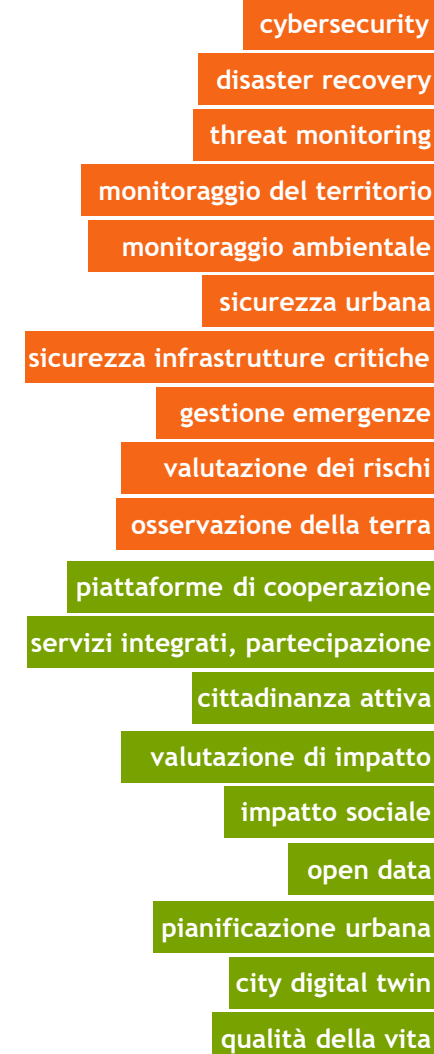 cybersecurity
disaster recovery
threat monitoring
monitoraggio del territorio
monitoraggio ambientale
sicurezza urbana
sicurezza infrastrutture critiche
gestione emergenze
valutazione dei rischi
osservazione della terra
piattaforme di cooperazione
servizi integrati, partecipazione
cittadinanza attiva
valutazione di impatto
impatto sociale
open data
pianificazione urbana
city digital twin
qualità della vita